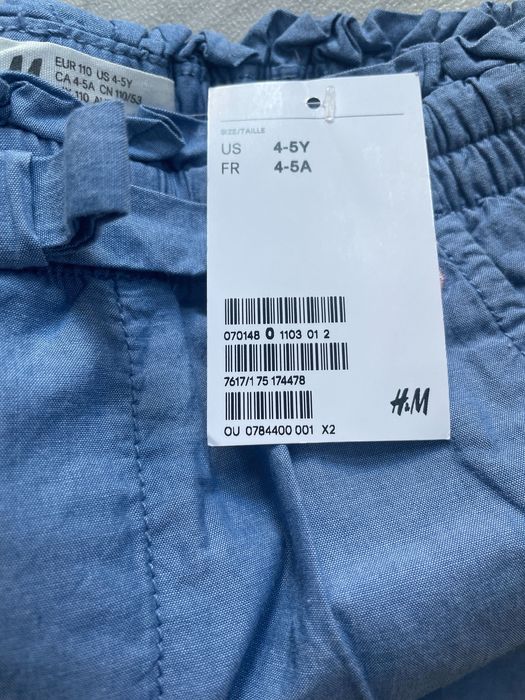 EUR 110 US 4-5Y
CA 4-5A CN 110/53
110
SIZE/TAILLE
US 4-5Y
FR 4-5A
070148 0 1103 01 2
7617/1 75 174478
H&M
OU 0784400 001 X2